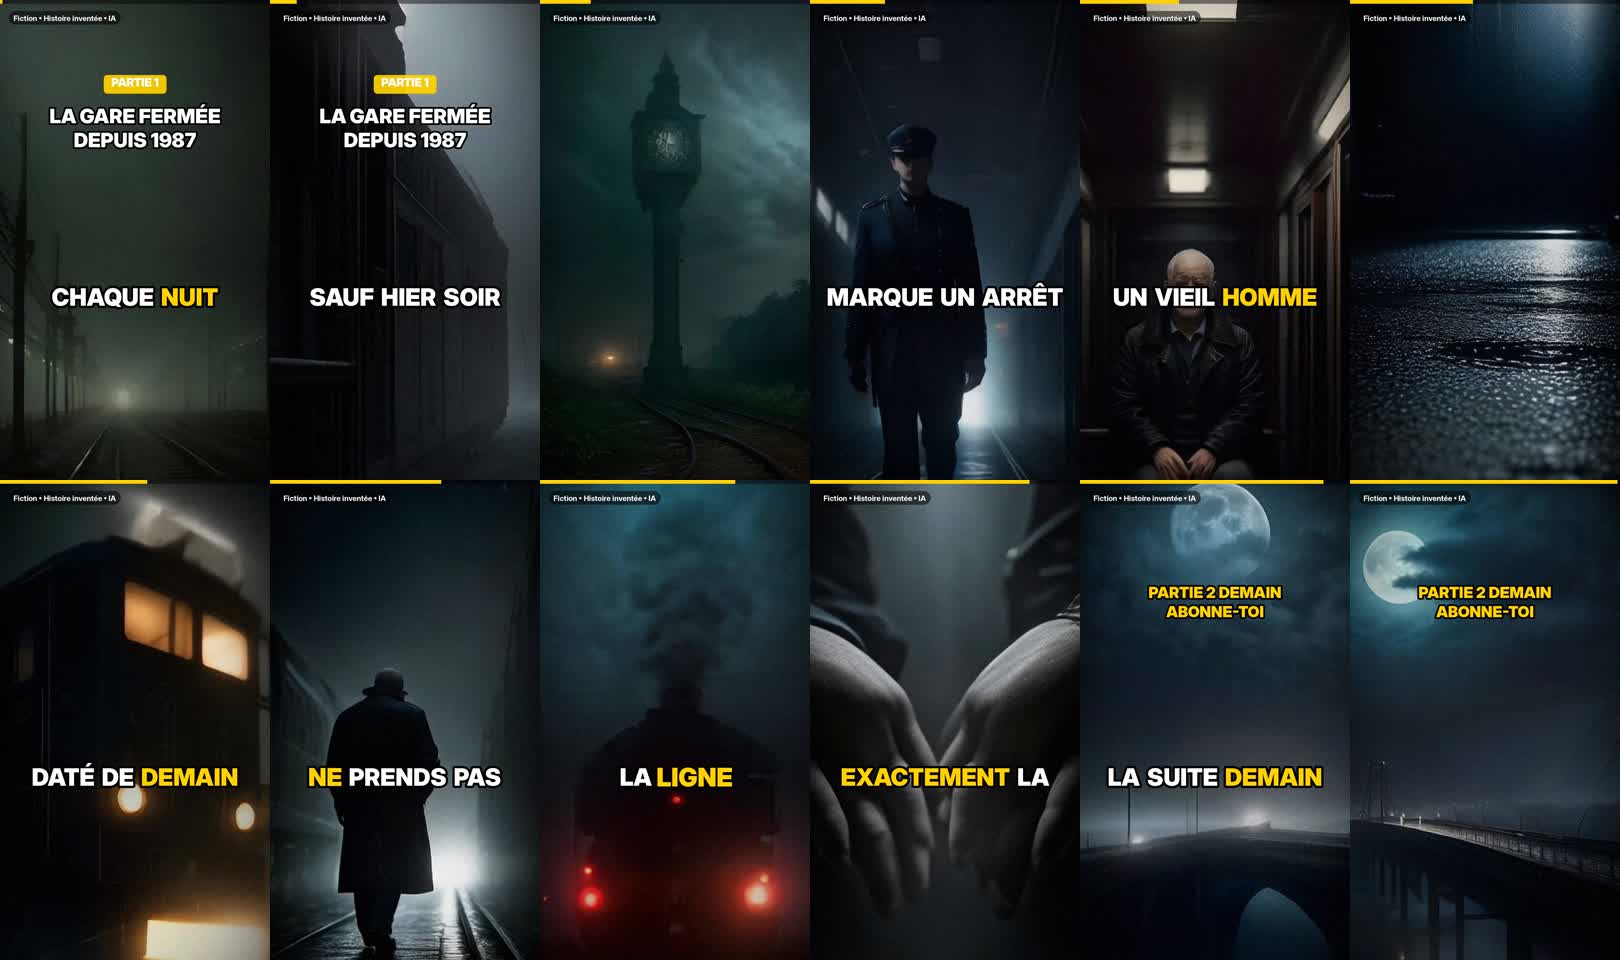 Fiction • Histoire inventée • IA
PARTIE 1
LA GARE FERMÉE
DEPUIS 1987
CHAQUE NUIT
Fiction • Histoire inventée • IA
PARTIE 1
LA GARE FERMÉE
DEPUIS 1987
SAUF HIER SOIR
Fiction • Histoire inventée • IA
Fiction • Histoire inventée • IA
MARQUE UN ARRÊT
Fiction • Histoire inventée • IA
UN VIEIL HOMME
Fiction • Histoire inventée • IA
Fiction • Histoire inventée • IA
DATÉ DE DEMAIN
Fiction • Histoire inventée • IA
NE PRENDS PAS
Fiction • Histoire inventée • IA
LA LIGNE
Fiction • Histoire inventée • IA
EXACTEMENT LA
Fiction • Histoire inventée • IA
PARTIE 2 DEMAIN
ABONNE-TOI
LA SUITE DEMAIN
Fiction • Histoire inventée • IA
PARTIE 2 DEMAIN
ABONNE-TOI